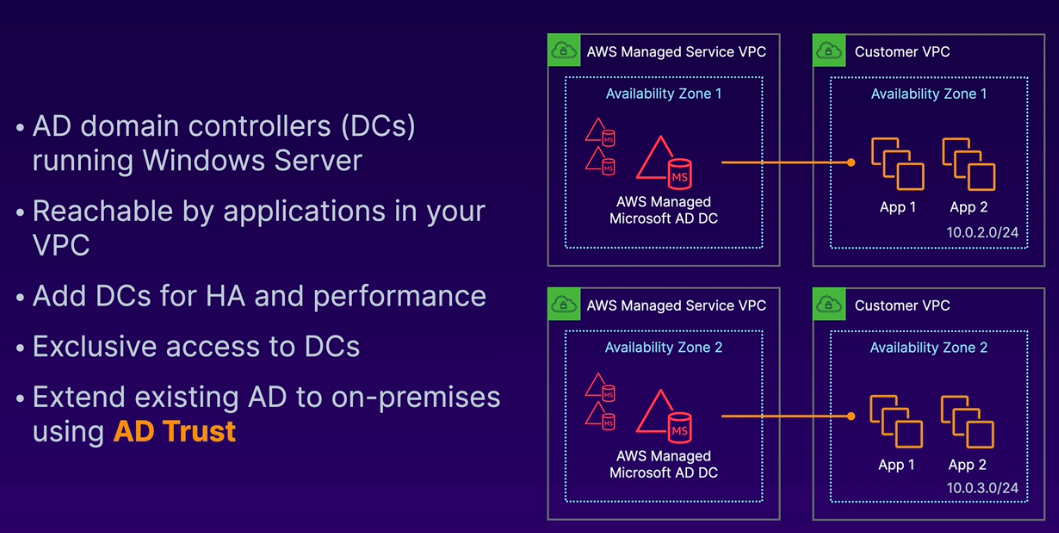 • AD domain controllers (DCs)
running Windows Server
• Reachable by applications in your
VPC
• Add DCs for HA and performance
• Exclusive access to DCs
• Extend existing AD to on-premises
using AD Trust
AWS Managed Service VPC
Availability Zone 1
MS
MS
MS
AWS Managed
Microsoft AD DC
Customer VPC
Availability Zone 1
App 1
App 2
10.0.2.0/24
AWS Managed Service VPC
Availability Zone 2
MS
MS
MS
AWS Managed
Microsoft AD DC
Customer VPC
Availability Zone 2
App 1
App 2
10.0.3.0/24